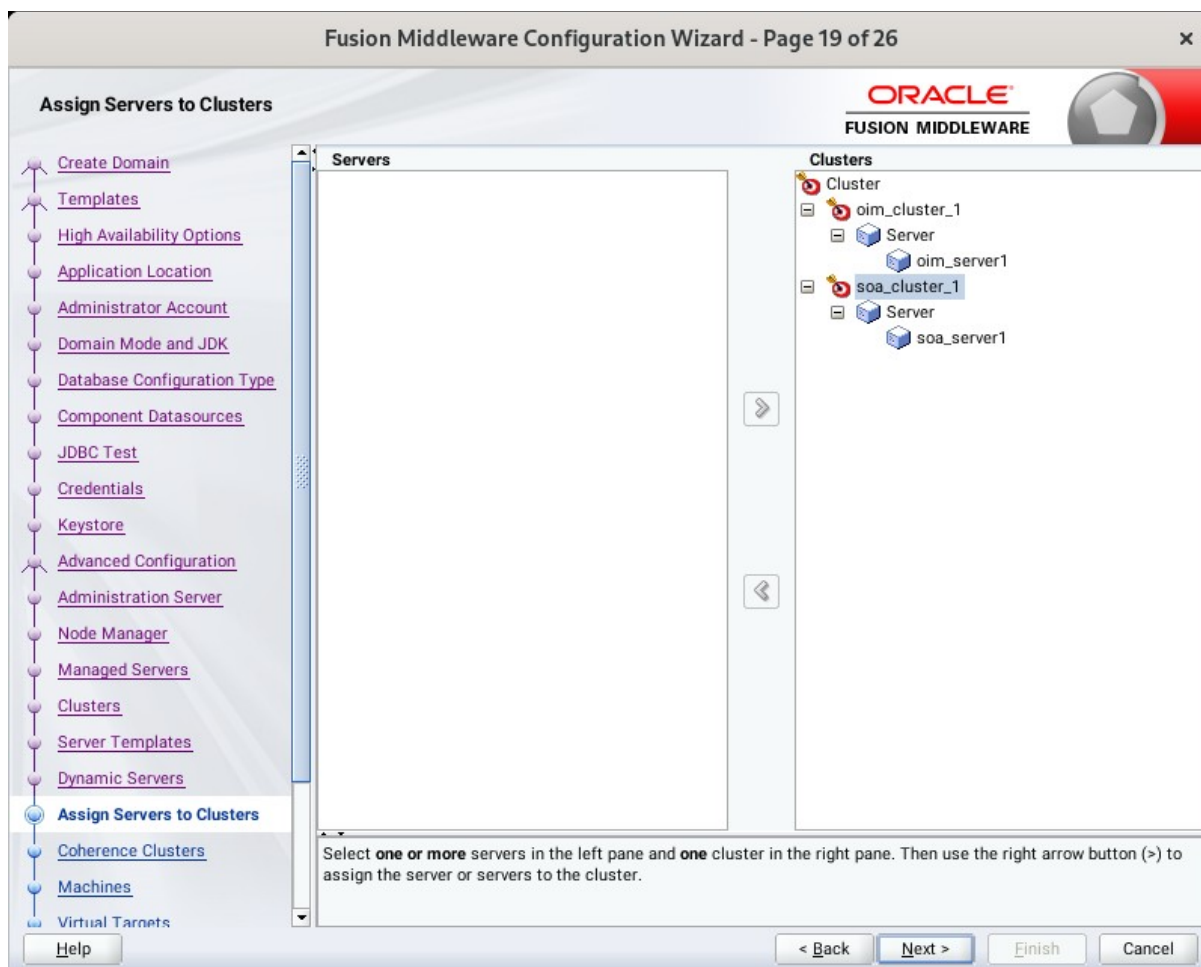 Fusion Middleware Configuration Wizard - Page 19 of 26
×
Assign Servers to Clusters
ORACLE
FUSION MIDDLEWARE
Create Domain
Templates
High Availability Options
Application Location
Administrator Account
Domain Mode and JDK
Database Configuration Type
Component Datasources
JDBC Test
Credentials
Keystore
Advanced Configuration
Administration Server
Node Manager
Managed Servers
Clusters
Server Templates
Dynamic Servers
Assign Servers to Clusters
Coherence Clusters
Machines
Virtual Targets
Servers
Clusters
Cluster
oim_cluster_1
Server
oim_server1
soa_cluster_1
Server
soa_server1
Select one or more servers in the left pane and one cluster in the right pane. Then use the right arrow button (>) to
assign the server or servers to the cluster.
Help
< Back
Next >
Finish
Cancel